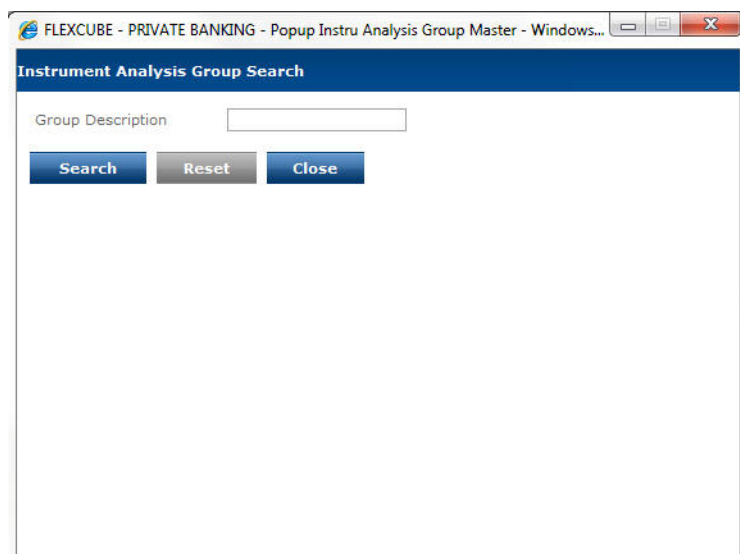 FLEXCUBE - PRIVATE BANKING - Popup Instru Analysis Group Master - Windows...
Instrument Analysis Group Search
Group Description
Search Reset Close